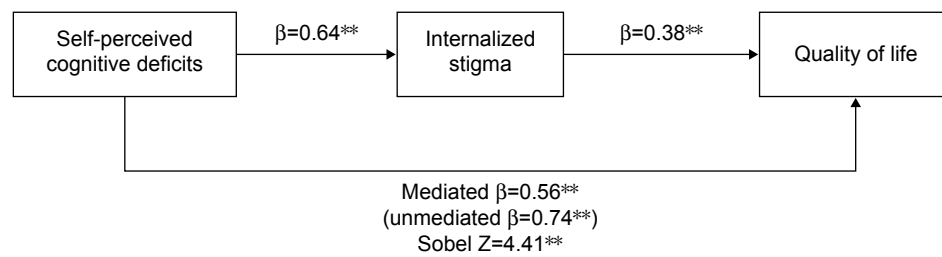 Self-perceived
cognitive deficits
β=0.64**
Internalized
stigma
β=0.38**
Quality of life
Mediated β=0.56**
(unmediated β=0.74**)
Sobel Z=4.41**